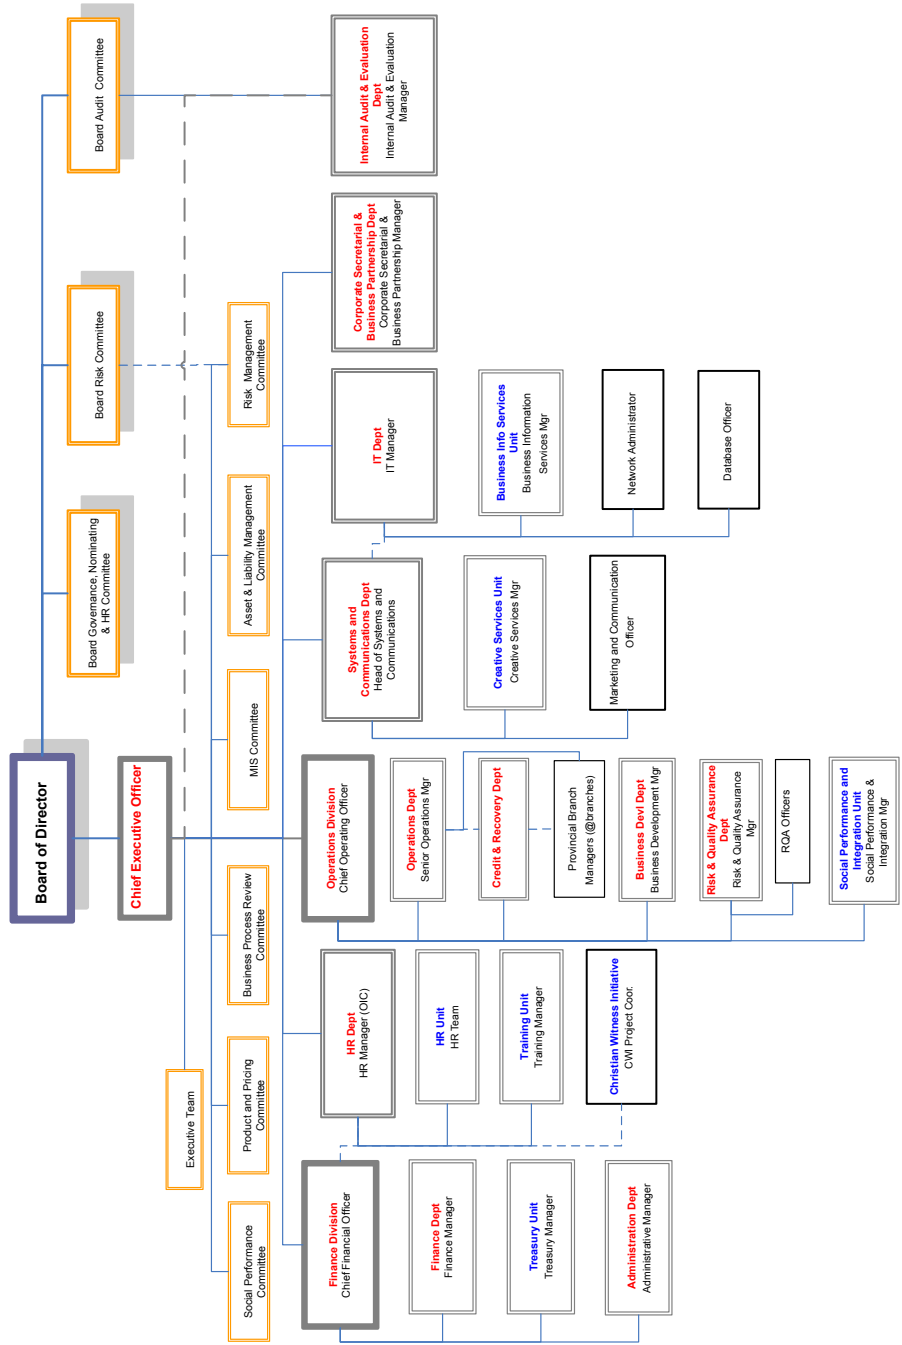 Board of Director
Chief Executive Officer
Board Governance, Nominating
& HR Committee
Board Risk Committee
Board Audit  Committee
Executive Team
Social Performance
Committee
Product and Pricing
Committee
Business Process Review
Committee
MIS Committee
Asset & Liability Management
Committee
Risk  Management
Committee
Finance Division
Chief Financial Officer
Finance Dept
Finance Manager
Treasury Unit
Treasury Manager
Administration Dept
Administrative Manager
HR Dept
HR Manager (OIC)
HR Unit
HR Team
Training Unit
Training Manager
Christian Witness Initiative
CWI Project Coor.
Operations Division
Chief Operating Officer
Operations Dept
Senior Operations Mgr
Credit & Recovery Dept
Provincial Branch
Managers (@branches)
Business Devl Dept
Business Development Mgr
Risk & Quality Assurance
Dept
Risk & Quality Assurance
Mgr
RQA Officers
Social Performance and
Integration Unit
Social Performance &
Integration Mgr
Systems and
Communications Dept
Head of Systems and
Communications
Creative Services Unit
Creative Services Mgr
Marketing and Communication
Officer
IT Dept
IT Manager
Business Info Services
Unit
Business Information
Services Mgr
Network Administrator
Database Officer
Corporate Secretarial &
Business Partnership Dept
Corporate Secretarial &
Business Partnership Manager
Internal Audit & Evaluation
Dept
Internal Audit & Evaluation
Manager